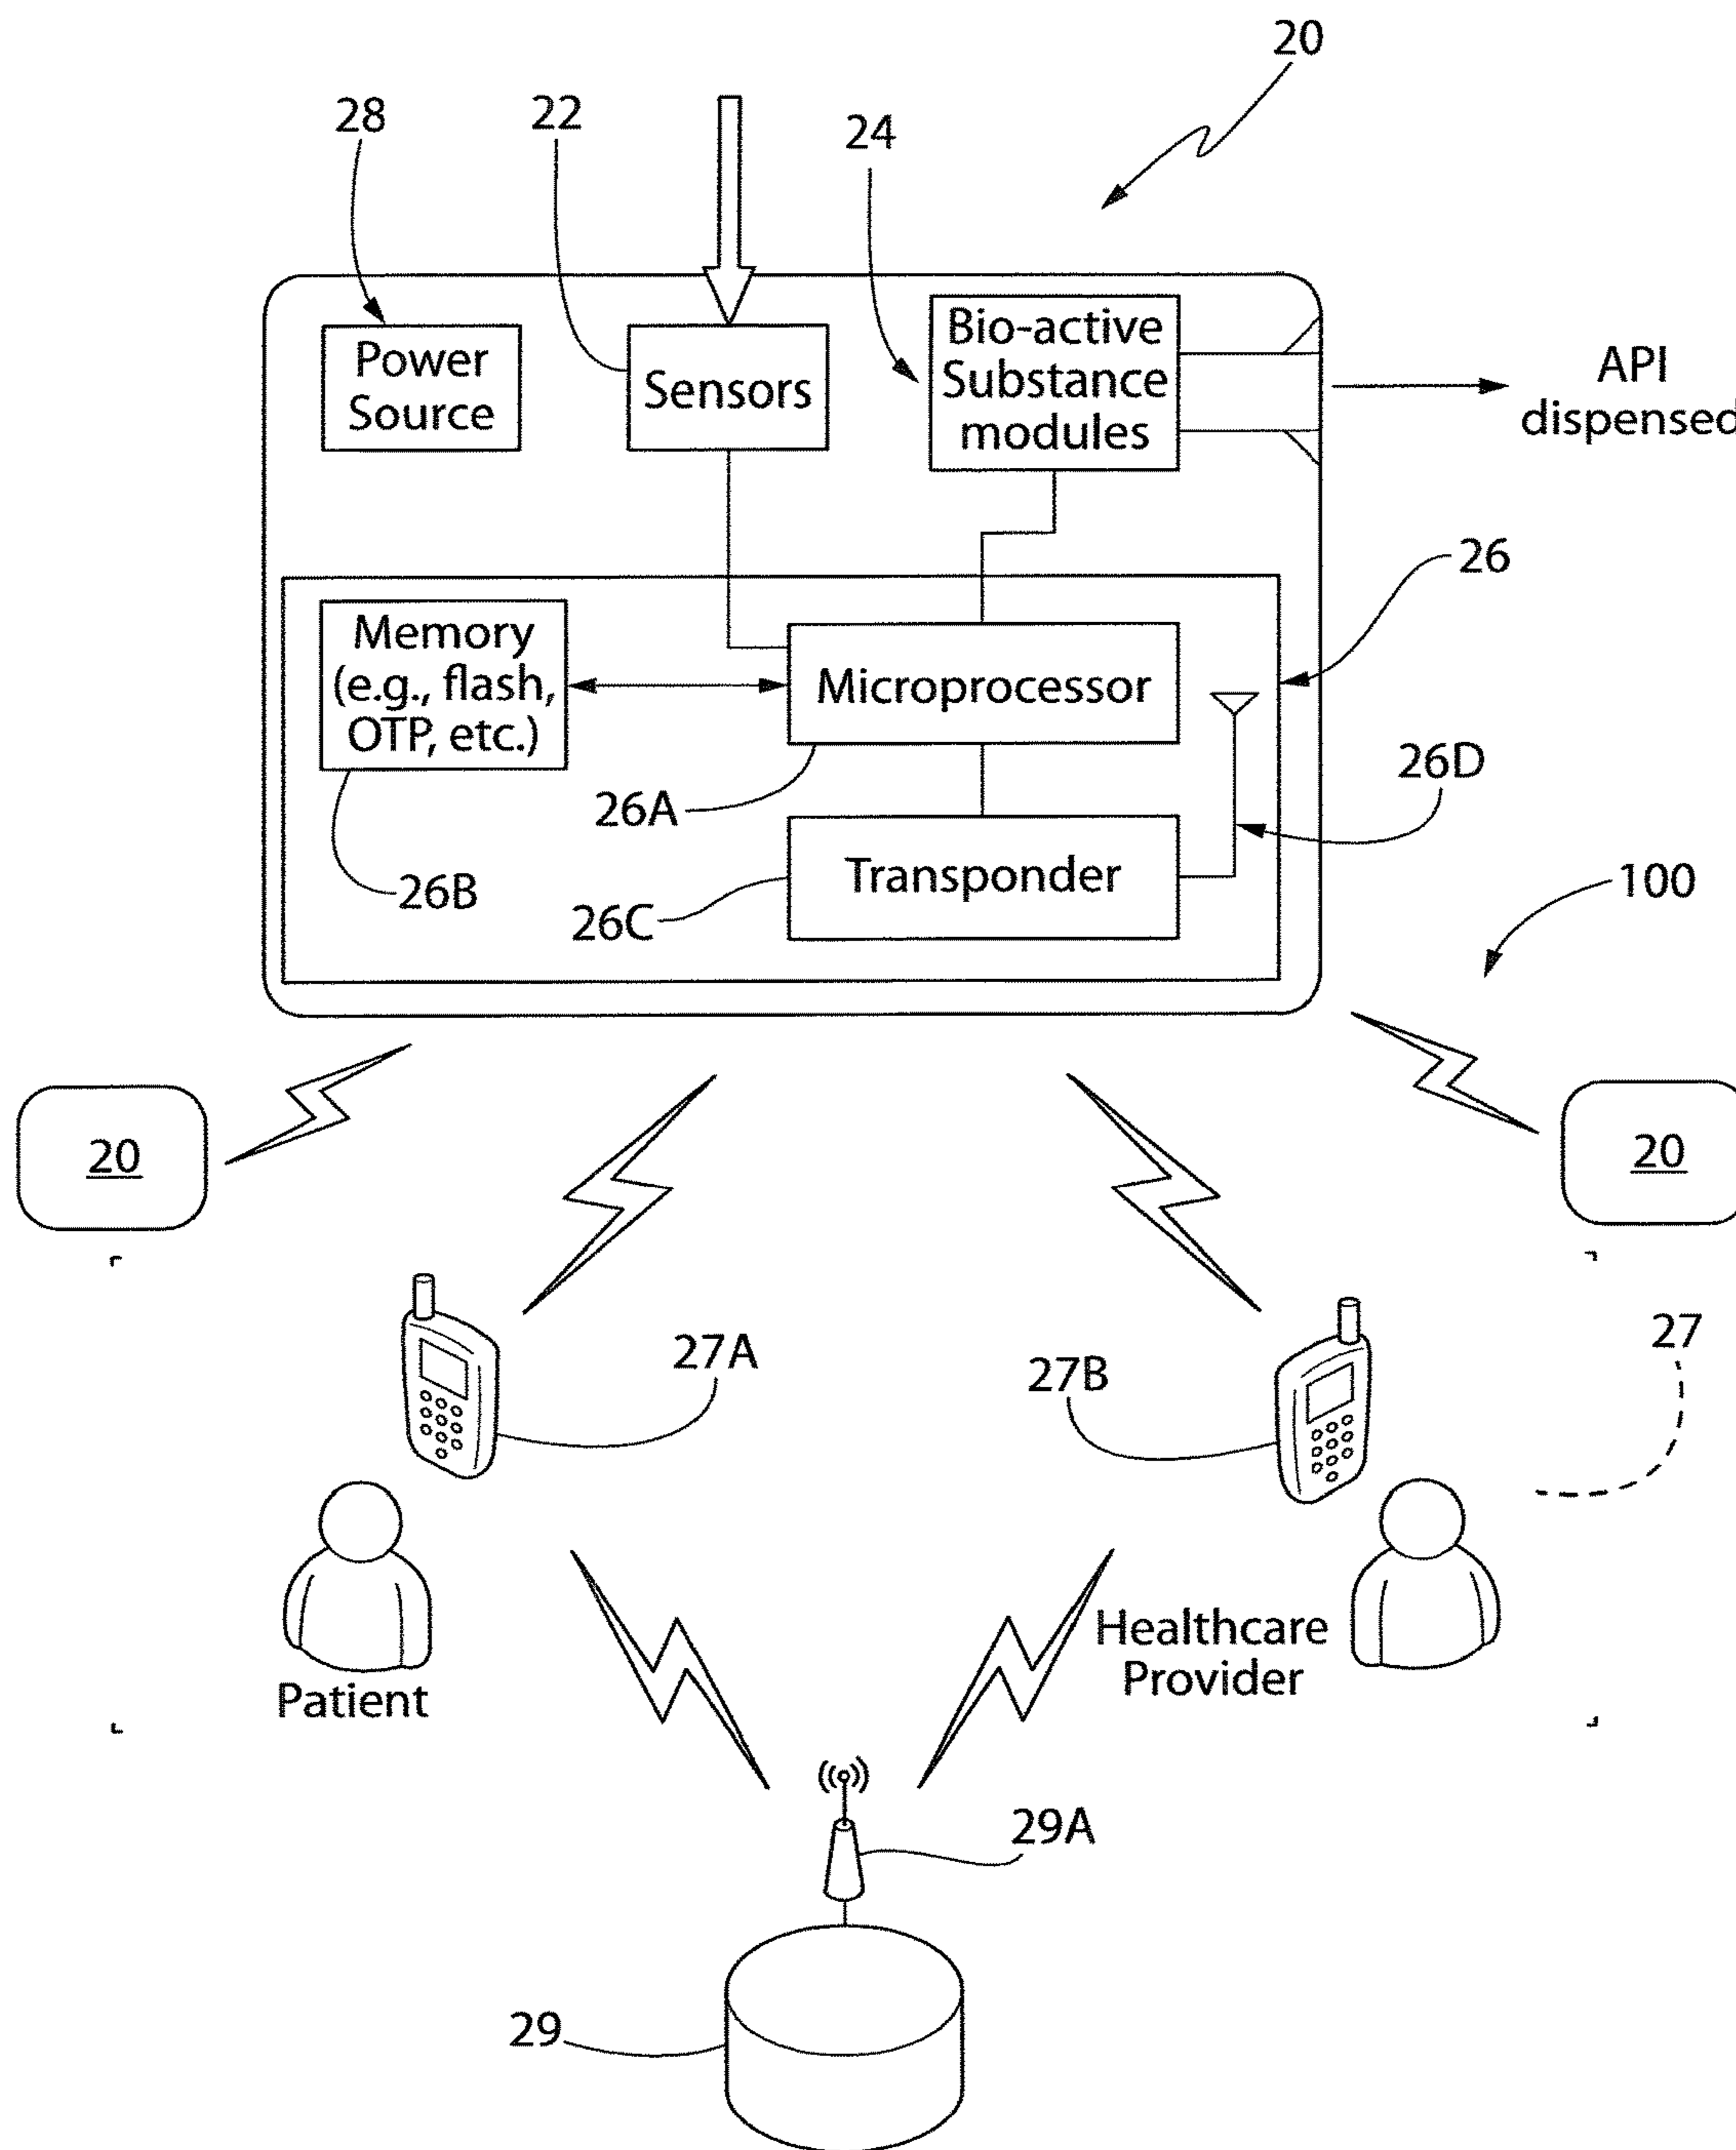 20
28
22
24
Power
Source
Sensors
Bio-active
Substance
modules
API
dispensed
26
Memory
(e.g., flash,
OTP, etc.)
Microprocessor
26A
26D
26B
Transponder
26C
100
20
20
27A
27B
27
Patient
Healthcare
Provider
29A
29